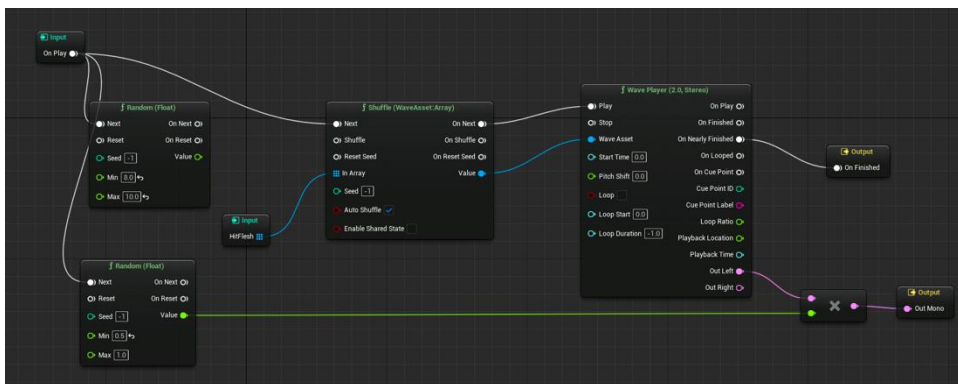 Input
On Play
f Random (Float)
Next On Next
Reset On Reset
Seed -1 Value
Min 8.0
Max 10.0
f Shuffle (WaveAsset:Array)
Next On Next
Shuffle On Shuffle
Reset Seed On Reset Seed
In Array Value
Seed -1
Auto Shuffle
Enable Shared State
Input
HitFlesh
f Random (Float)
Next On Next
Reset On Reset
Seed -1 Value
Min 0.5
Max 1.0
f Wave Player (2.0, Stereo)
Play On Play
Stop On Finished
Wave Asset On Nearly Finished
Start Time 0.0 On Looped
Pitch Shift 0.0 On Cue Point
Loop Cue Point ID
Loop Start 0.0 Cue Point Label
Loop Duration -1.0 Loop Ratio
Playback Location
Playback Time
Out Left
Out Right
Output
On Finished
×
Output
Out Mono